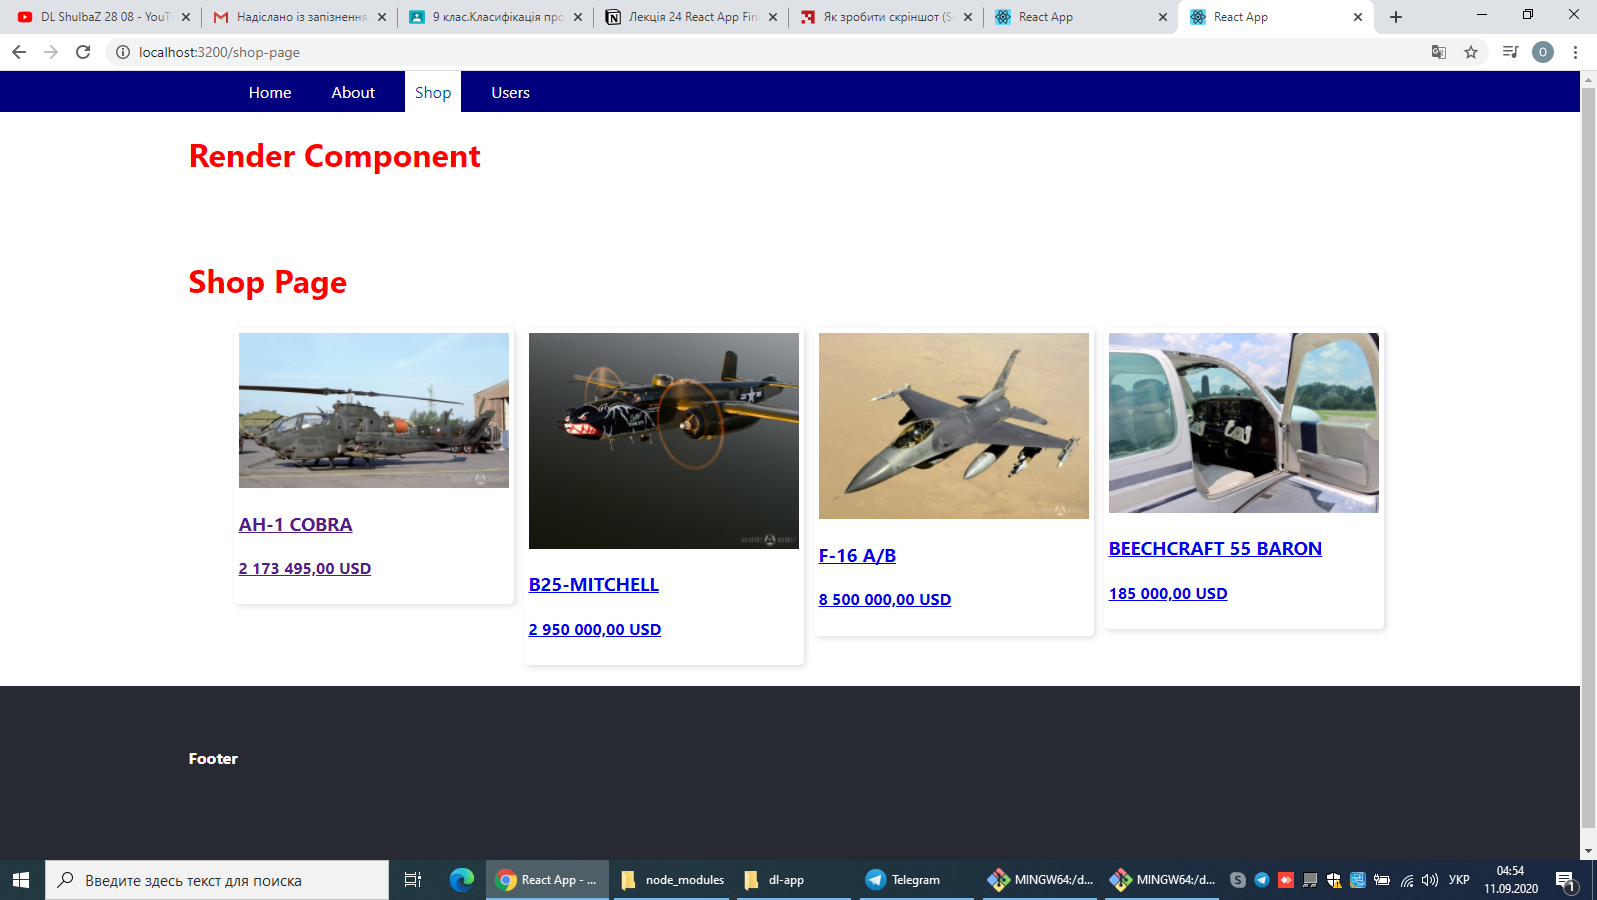 DL ShulbaZ 28 08 - YouT
Надіслано із запізнення
9 клас.Класифікація про
Лекція 24 React App Fin
Як зробити скріншот (Sc
React App
React App
localhost:3200/shop-page
O
Home
About
Shop
Users
Render Component
Shop Page
AH-1 COBRA
2 173 495,00 USD
B25-MITCHELL
2 950 000,00 USD
F-16 A/B
8 500 000,00 USD
BEECHCRAFT 55 BARON
185 000,00 USD
Footer
Введите здесь текст для поиска
React App - ...
node_modules
dl-app
Telegram
MINGW64:/d...
MINGW64:/d...
УКР
04:54
11.09.2020
1